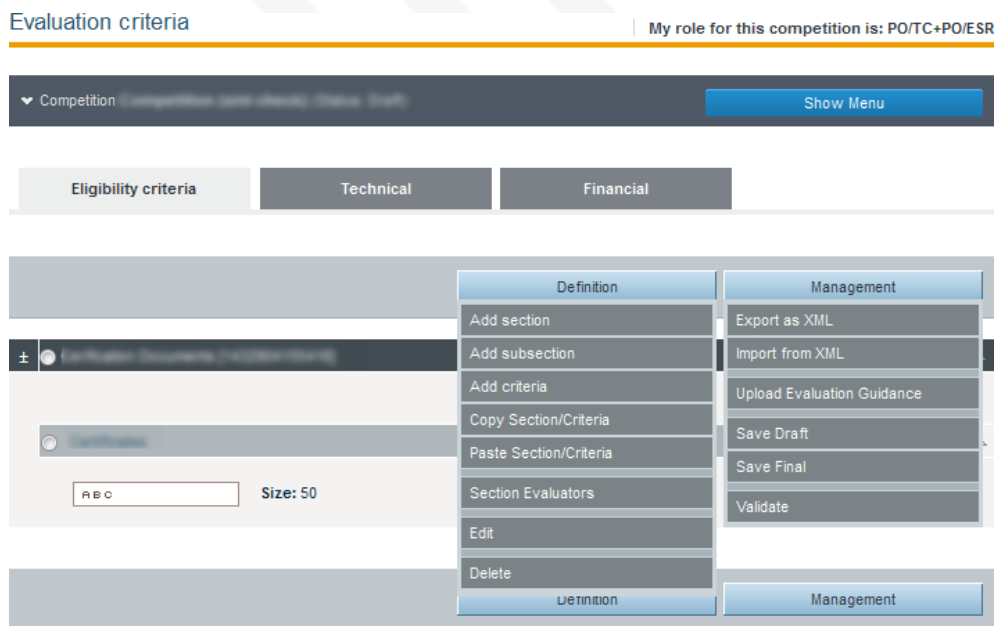 Evaluation criteria
My role for this competition is: PO/TC+PO/ESR
Competition
Show Menu
Eligibility criteria Technical Financial
Definition Management
Add section
Add subsection
Add criteria
Copy Section/Criteria
Paste Section/Criteria
Section Evaluators
Edit
Delete
Export as XML
Import from XML
Upload Evaluation Guidance
Save Draft
Save Final
Validate
±
ABC Size: 50
Definition Management